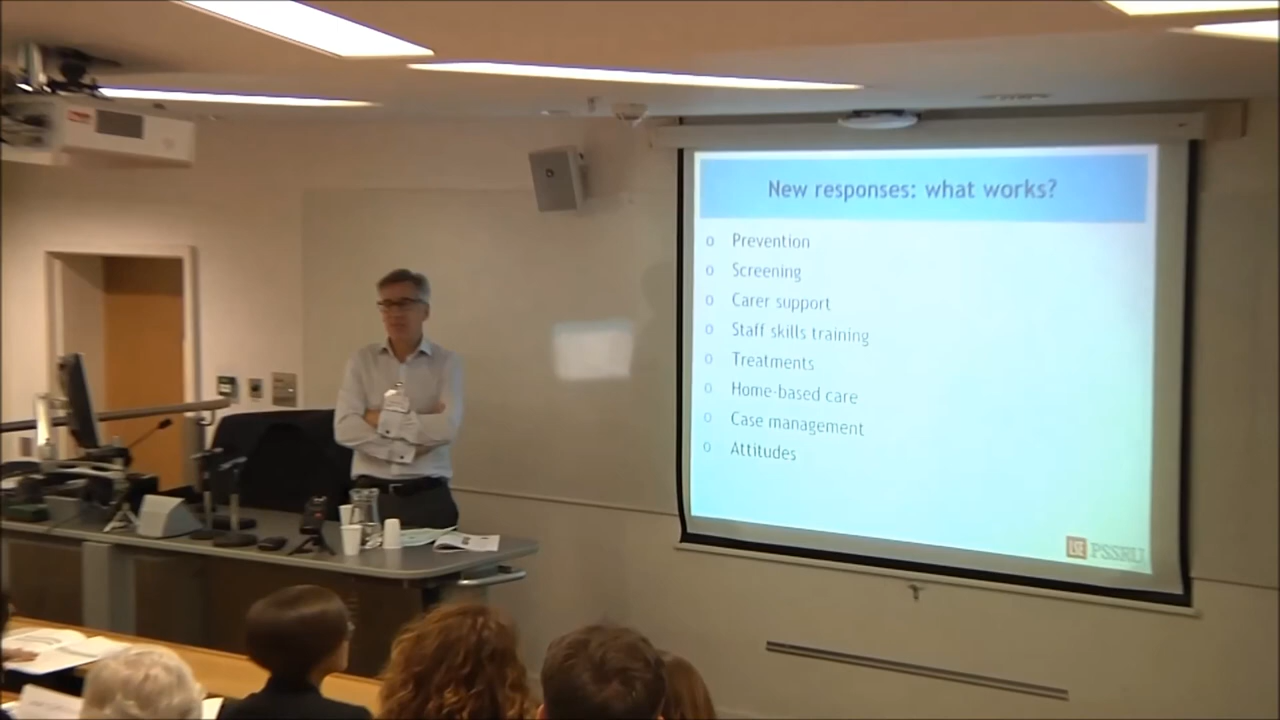 New responses: what works?
o Prevention
o Screening
o Carer support
o Staff skills training
o Treatments
o Home-based care
o Case management
o Attitudes
LSE PSSRU